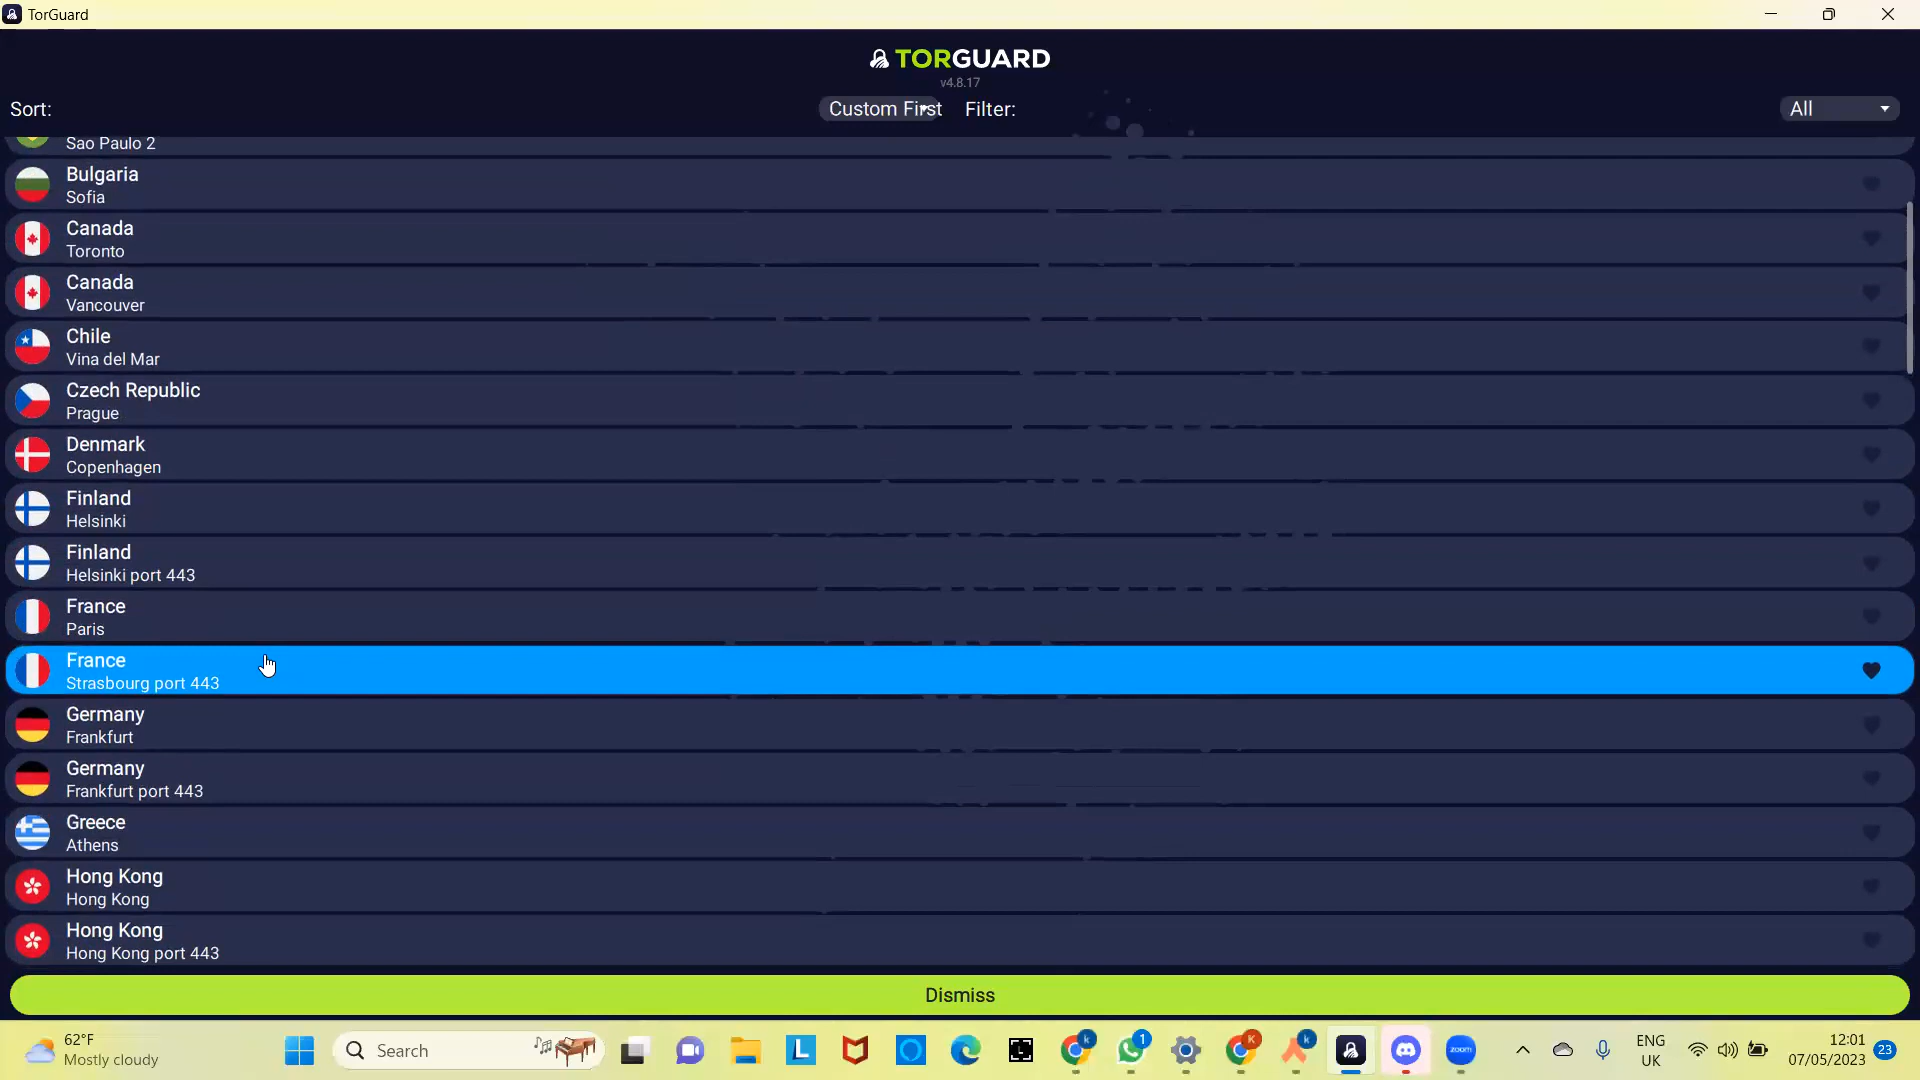 TorGuard
TORGUARD
v4.8.17
Sort:
Custom First
Filter:
All
Sao Paulo 2
Bulgaria
Sofia
Canada
Toronto
Canada
Vancouver
Chile
Vina del Mar
Czech Republic
Prague
Denmark
Copenhagen
Finland
Helsinki
Finland
Helsinki port 443
France
Paris
France
Strasbourg port 443
Germany
Frankfurt
Germany
Frankfurt port 443
Greece
Athens
Hong Kong
Hong Kong
Hong Kong
Hong Kong port 443
Dismiss
62°F
Mostly cloudy
Search
L
k
1
K
k
zoom
ENG
UK
12:01
07/05/2023
23